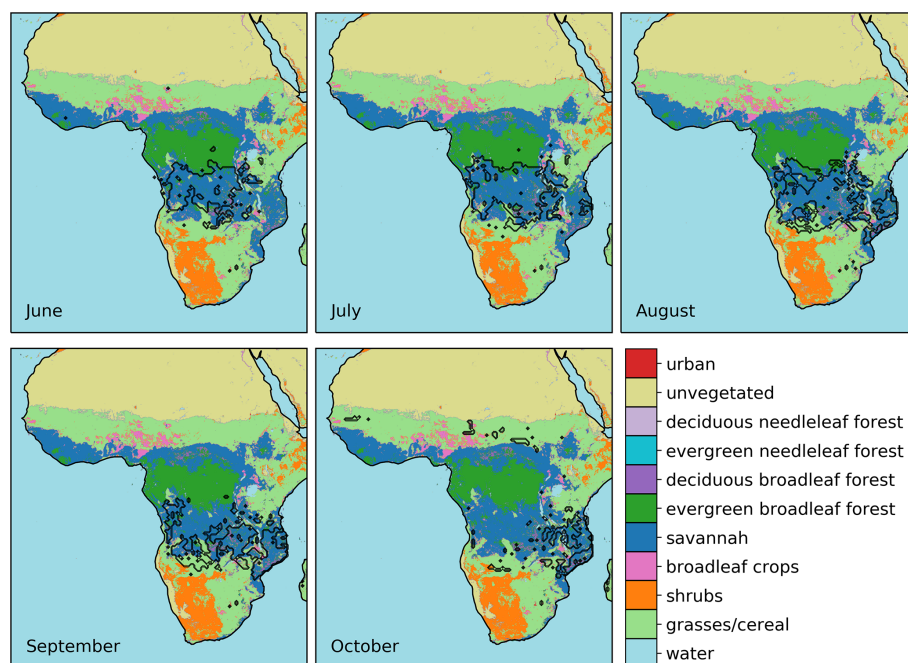 June
July
August
September
October
urban
unvegetated
deciduous needleleaf forest
evergreen needleleaf forest
deciduous broadleaf forest
evergreen broadleaf forest
savannah
broadleaf crops
shrubs
grasses/cereal
water